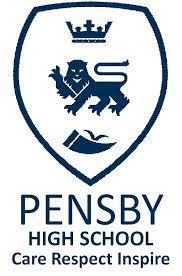 PENSBY
HIGH SCHOOL
Care Respect Inspire